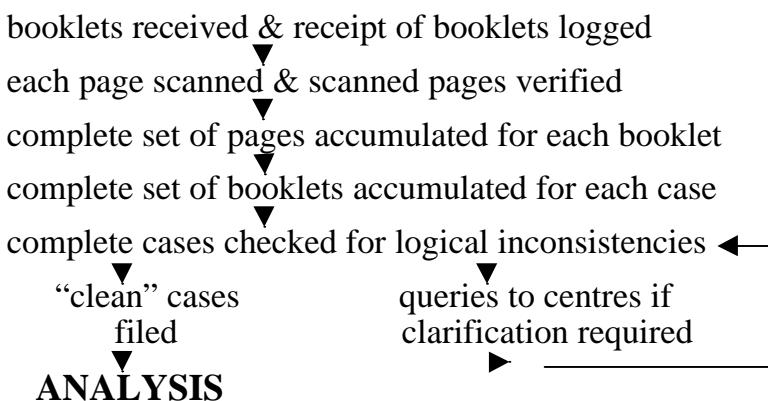 booklets received & receipt of booklets logged
each page scanned & scanned pages verified
complete set of pages accumulated for each booklet
complete set of booklets accumulated for each case
complete cases checked for logical inconsistencies
“clean” cases
filed
queries to centres if
clarification required
ANALYSIS